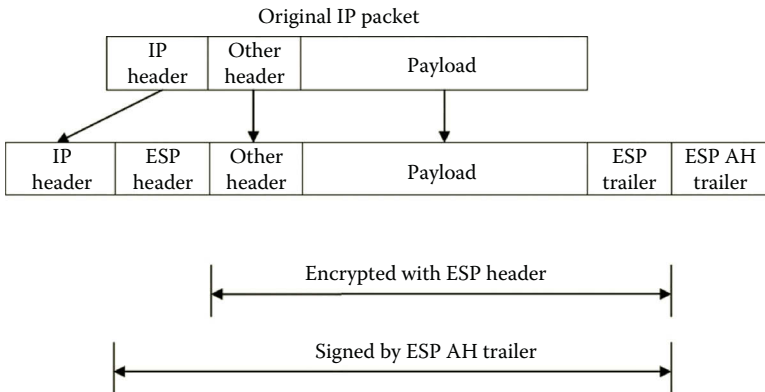 Original IP packet
IP
header
Other
header
Payload
IP
header
ESP
header
Other
header
Payload
ESP
trailer
ESP AH
trailer
Encrypted with ESP header
Signed by ESP AH trailer